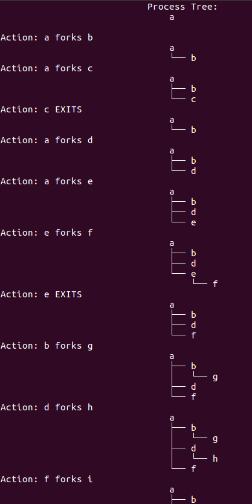 Process Tree:
a
Action: a forks b
a
└── b
Action: a forks c
a
├── b
└── c
Action: c EXITS
a
└── b
Action: a forks d
a
├── b
└── d
Action: a forks e
a
├── b
├── d
└── e
Action: e forks f
a
├── b
├── d
└── e
└── f
Action: e EXITS
a
├── b
├── d
└── f
Action: b forks g
a
├── b
│ └── g
├── d
└── f
Action: d forks h
a
├── b
│ └── g
├── d
│ └── h
└── f
Action: f forks i
a
├── b